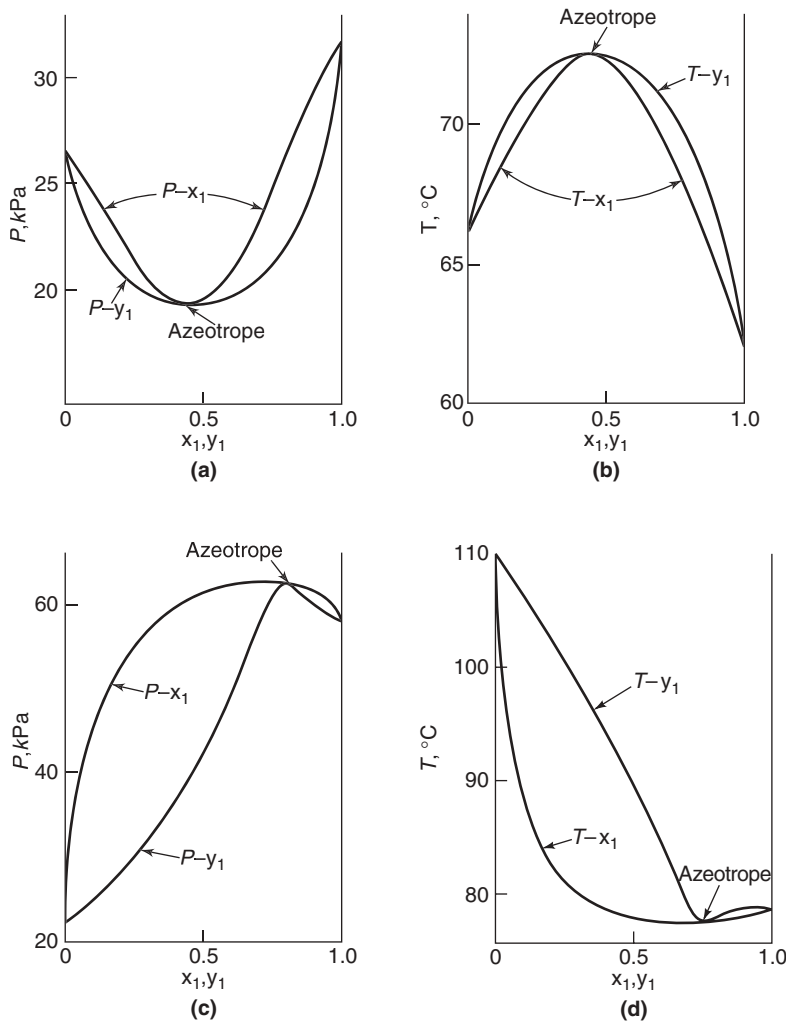 30
25
20
P,kPa
P–x₁
P–y₁
Azeotrope
0
0.5
1.0
x₁,y₁
(a)
Azeotrope
T–y₁
70
65
60
T, °C
T–x₁
0
0.5
1.0
x₁,y₁
(b)
Azeotrope
60
40
20
P,kPa
P–x₁
P–y₁
0
0.5
1.0
x₁,y₁
(c)
110
100
90
80
T, °C
T–y₁
T–x₁
Azeotrope
0
0.5
1.0
x₁,y₁
(d)